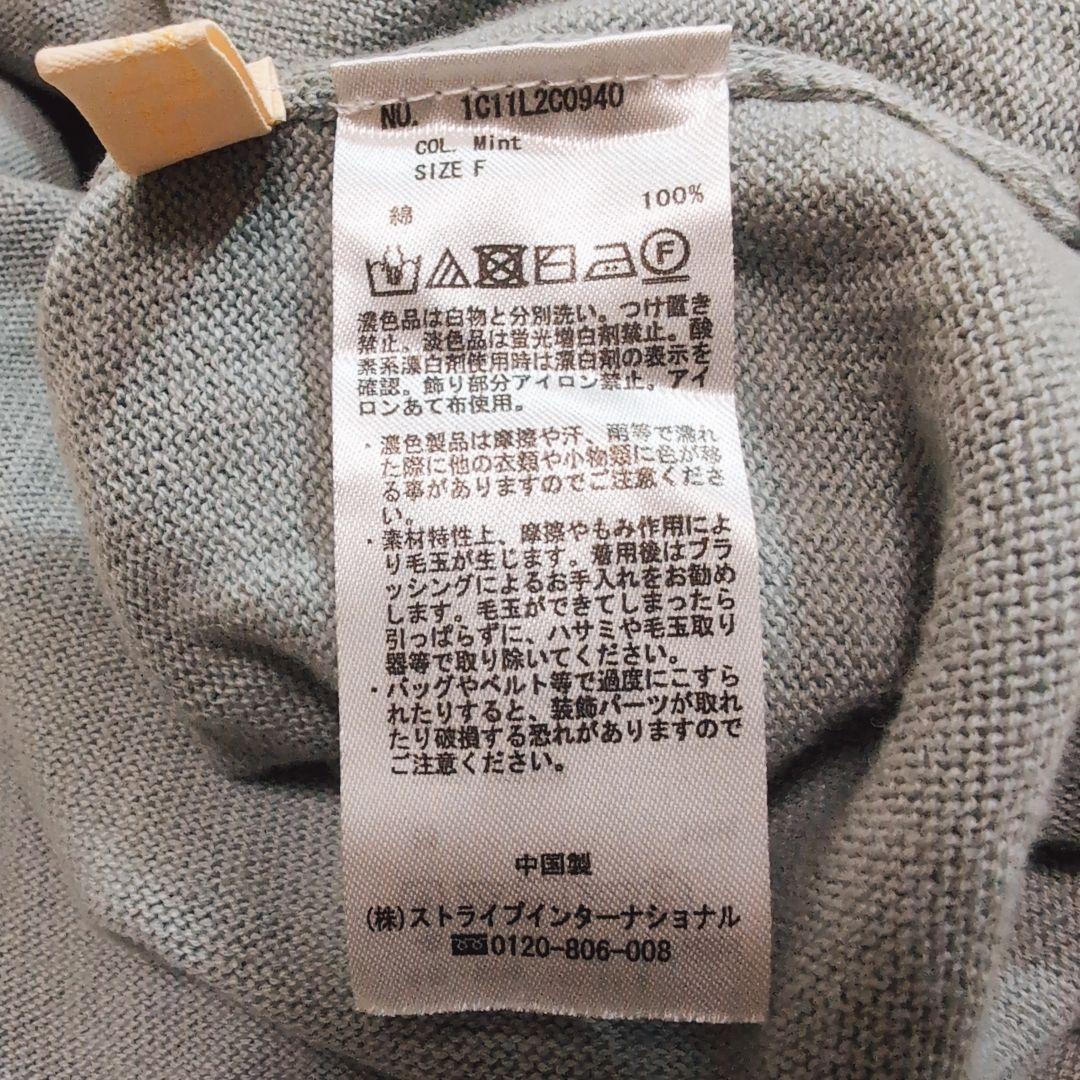 NO. 1C11L2C0940
COL. Mint
SIZE F
綿 100%
F
濃色品は白物と分別洗い。つけ置き
禁止。淡色品は蛍光増白剤禁止。酸
素系漂白剤使用時は漂白剤の表示を
確認。飾り部分アイロン禁止。アイ
ロンあて布使用。
・濃色製品は摩擦や汗、雨等で濡れ
た際に他の衣類や小物類に色が移
る事がありますのでご注意くださ
い。
・素材特性上、摩擦やもみ作用によ
り毛玉が生じます。着用後はブラ
ッシングによるお手入れをお勧め
します。毛玉ができてしまったら
引っぱらずに、ハサミや毛玉取り
器等で取り除いてください。
・バッグやベルト等で過度にこすら
れたりすると、装飾パーツが取れ
たり破損する恐れがありますので
ご注意ください。
中国製
(株)ストライプインターナショナル
0120-806-008